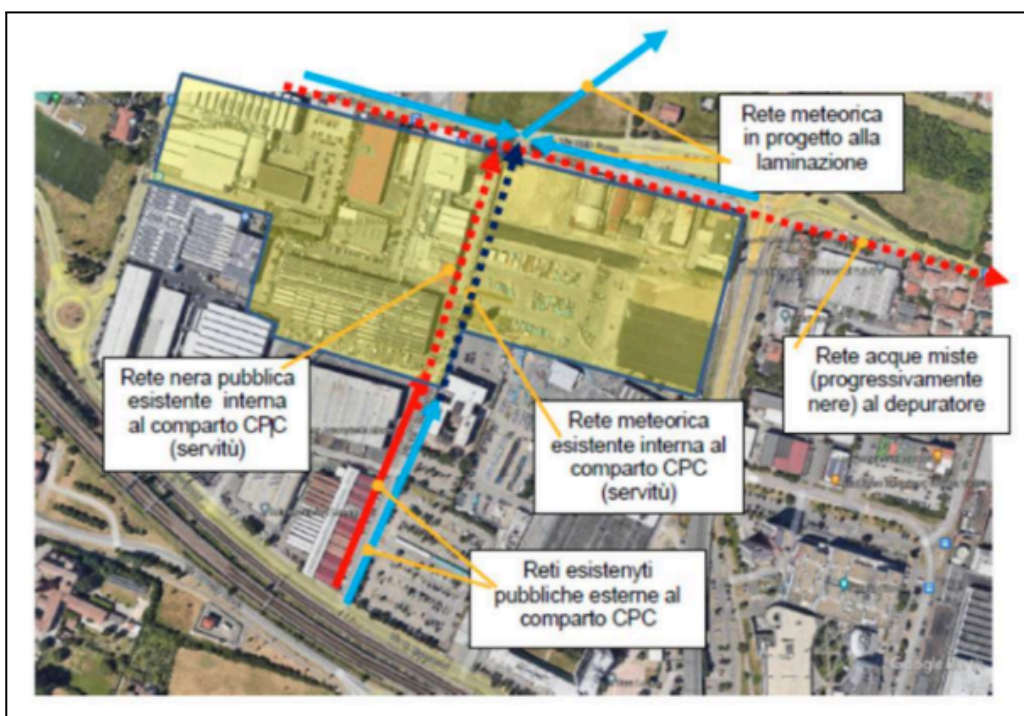 Rete meteorica
in progetto alla
laminazione
Rete acque miste
(progressivamente
nere) al depuratore
Rete nera pubblica
esistente interna
al comparto CPC
(servitù)
Rete meteorica
esistente interna al
comparto CPC
(servitù)
Reti esistenyti
pubbliche esterne al
comparto CPC
Google